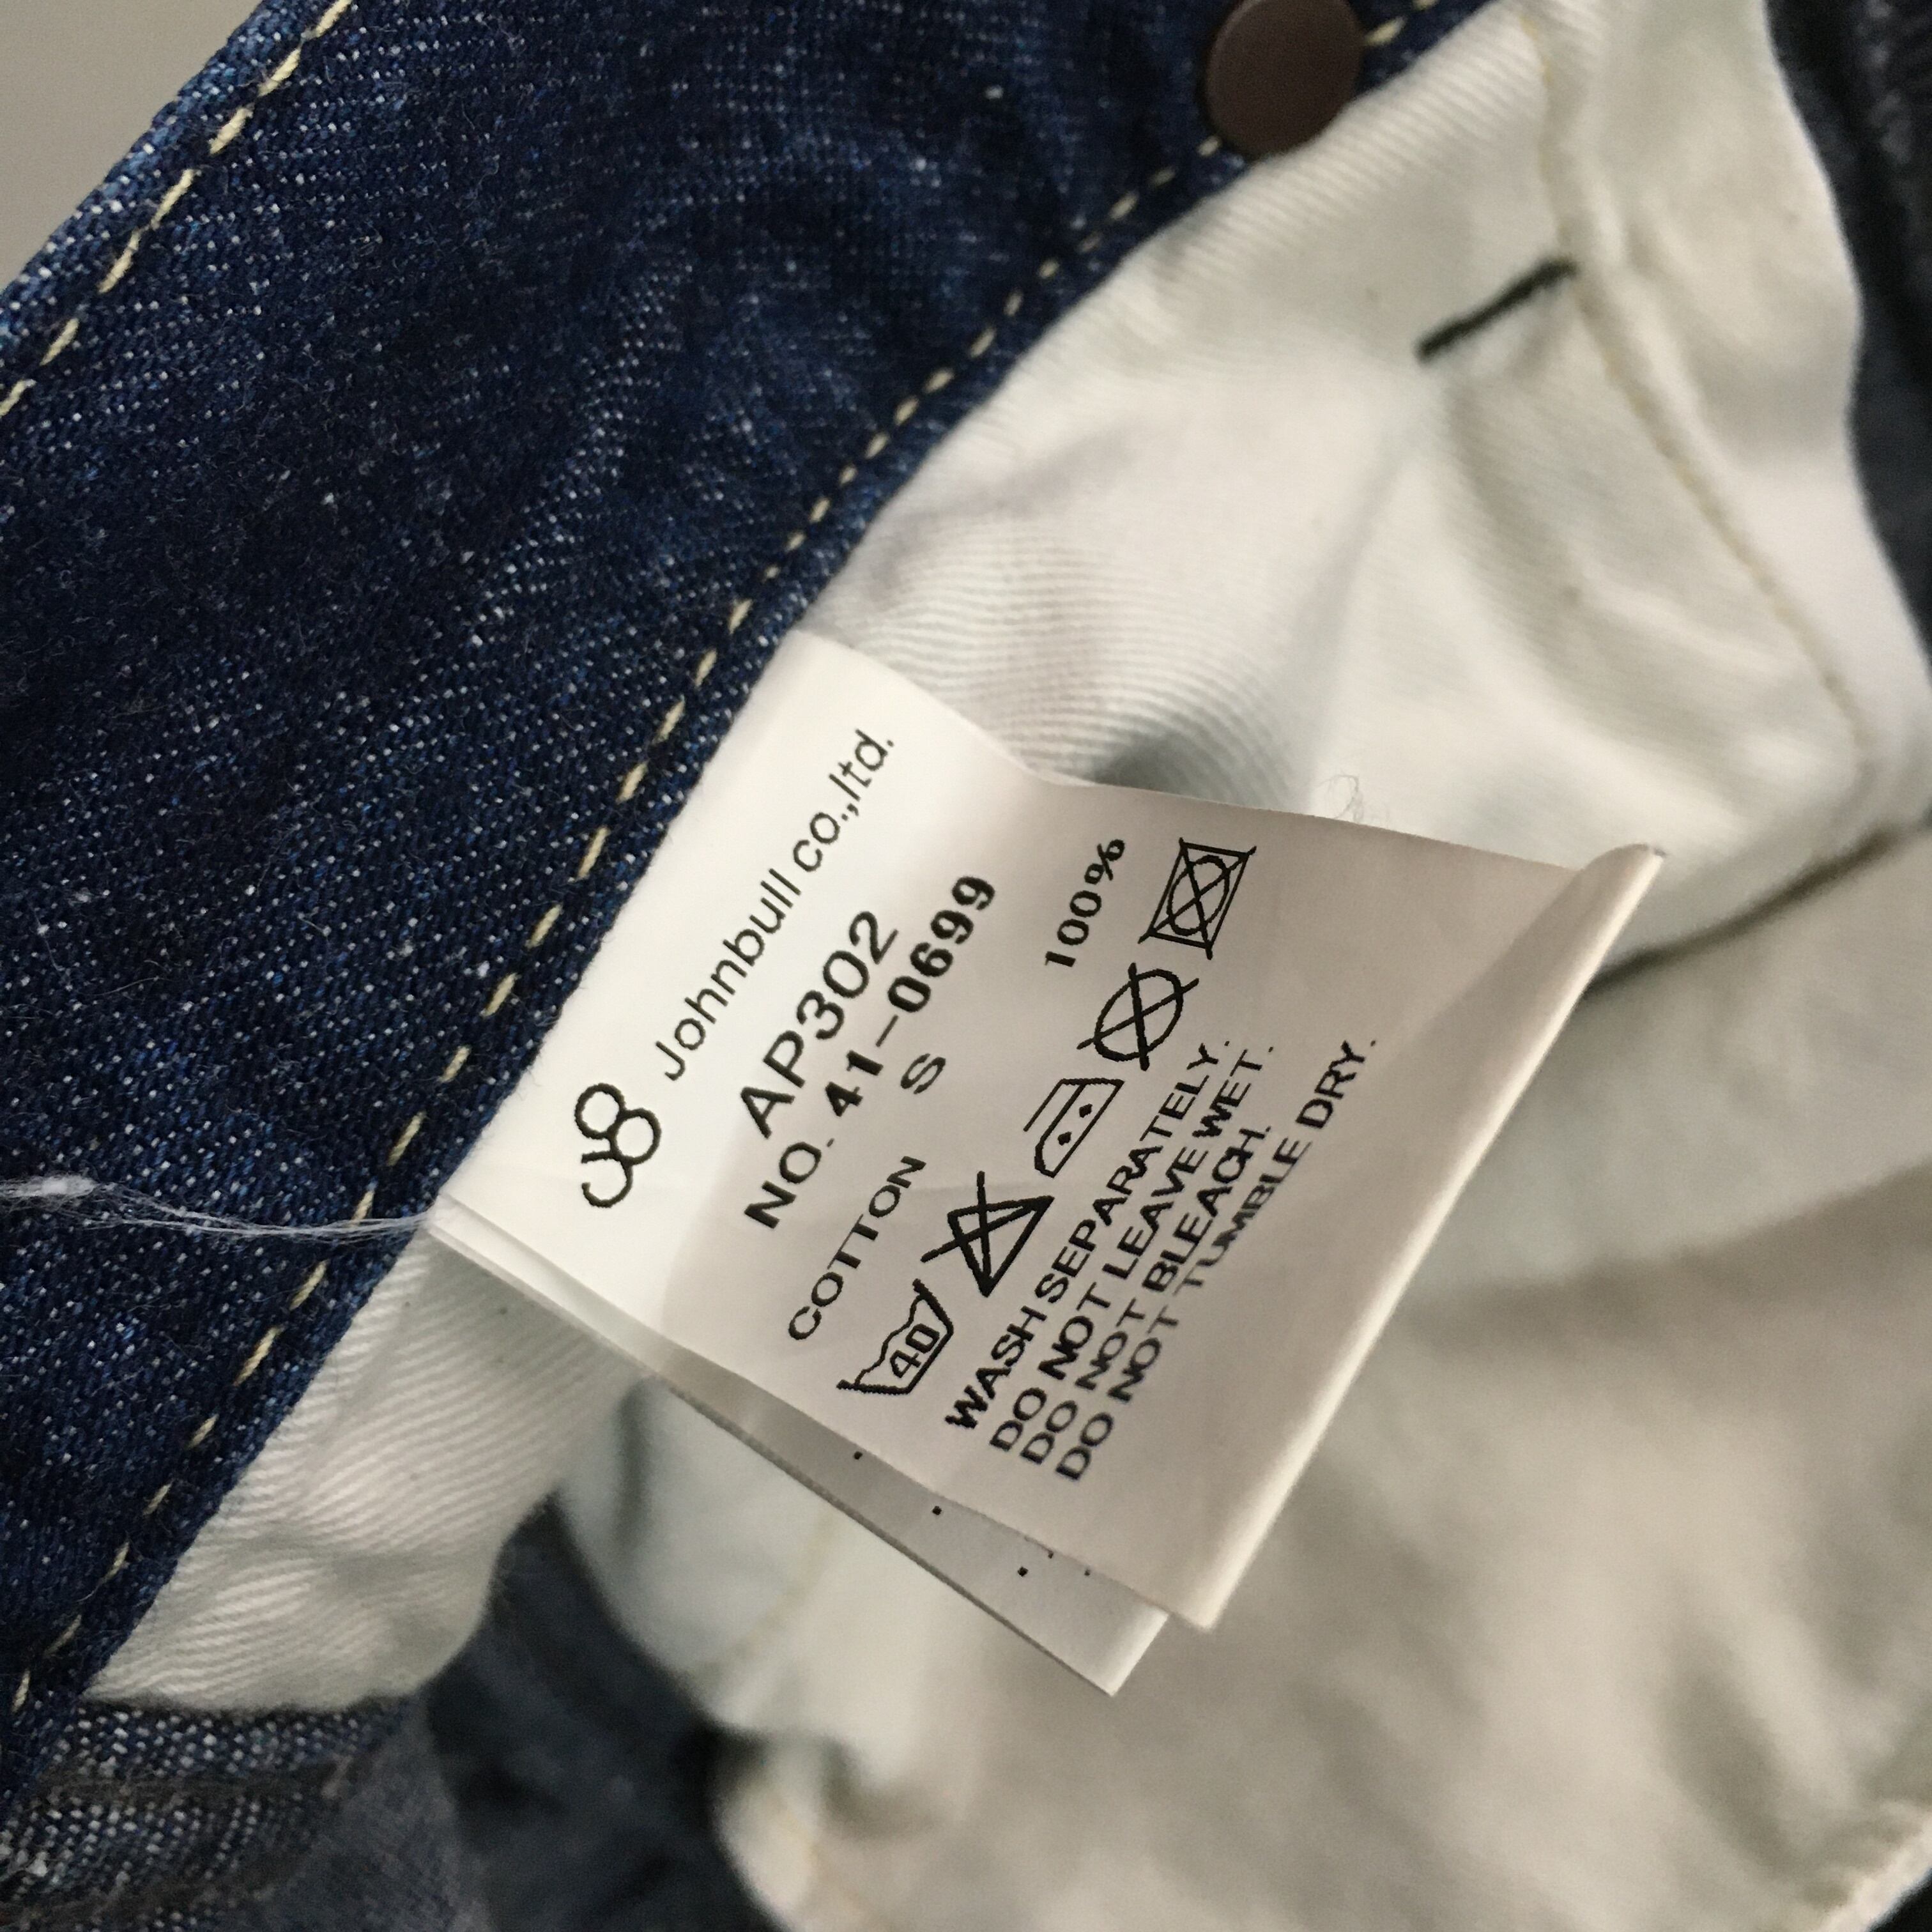 Johnbull co.,ltd.
AP302
NO. 41-0699
S
COTTON 100%
40
WASH SEPARATELY.
DO NOT LEAVE WET.
DO NOT BLEACH.
DO NOT TUMBLE DRY.